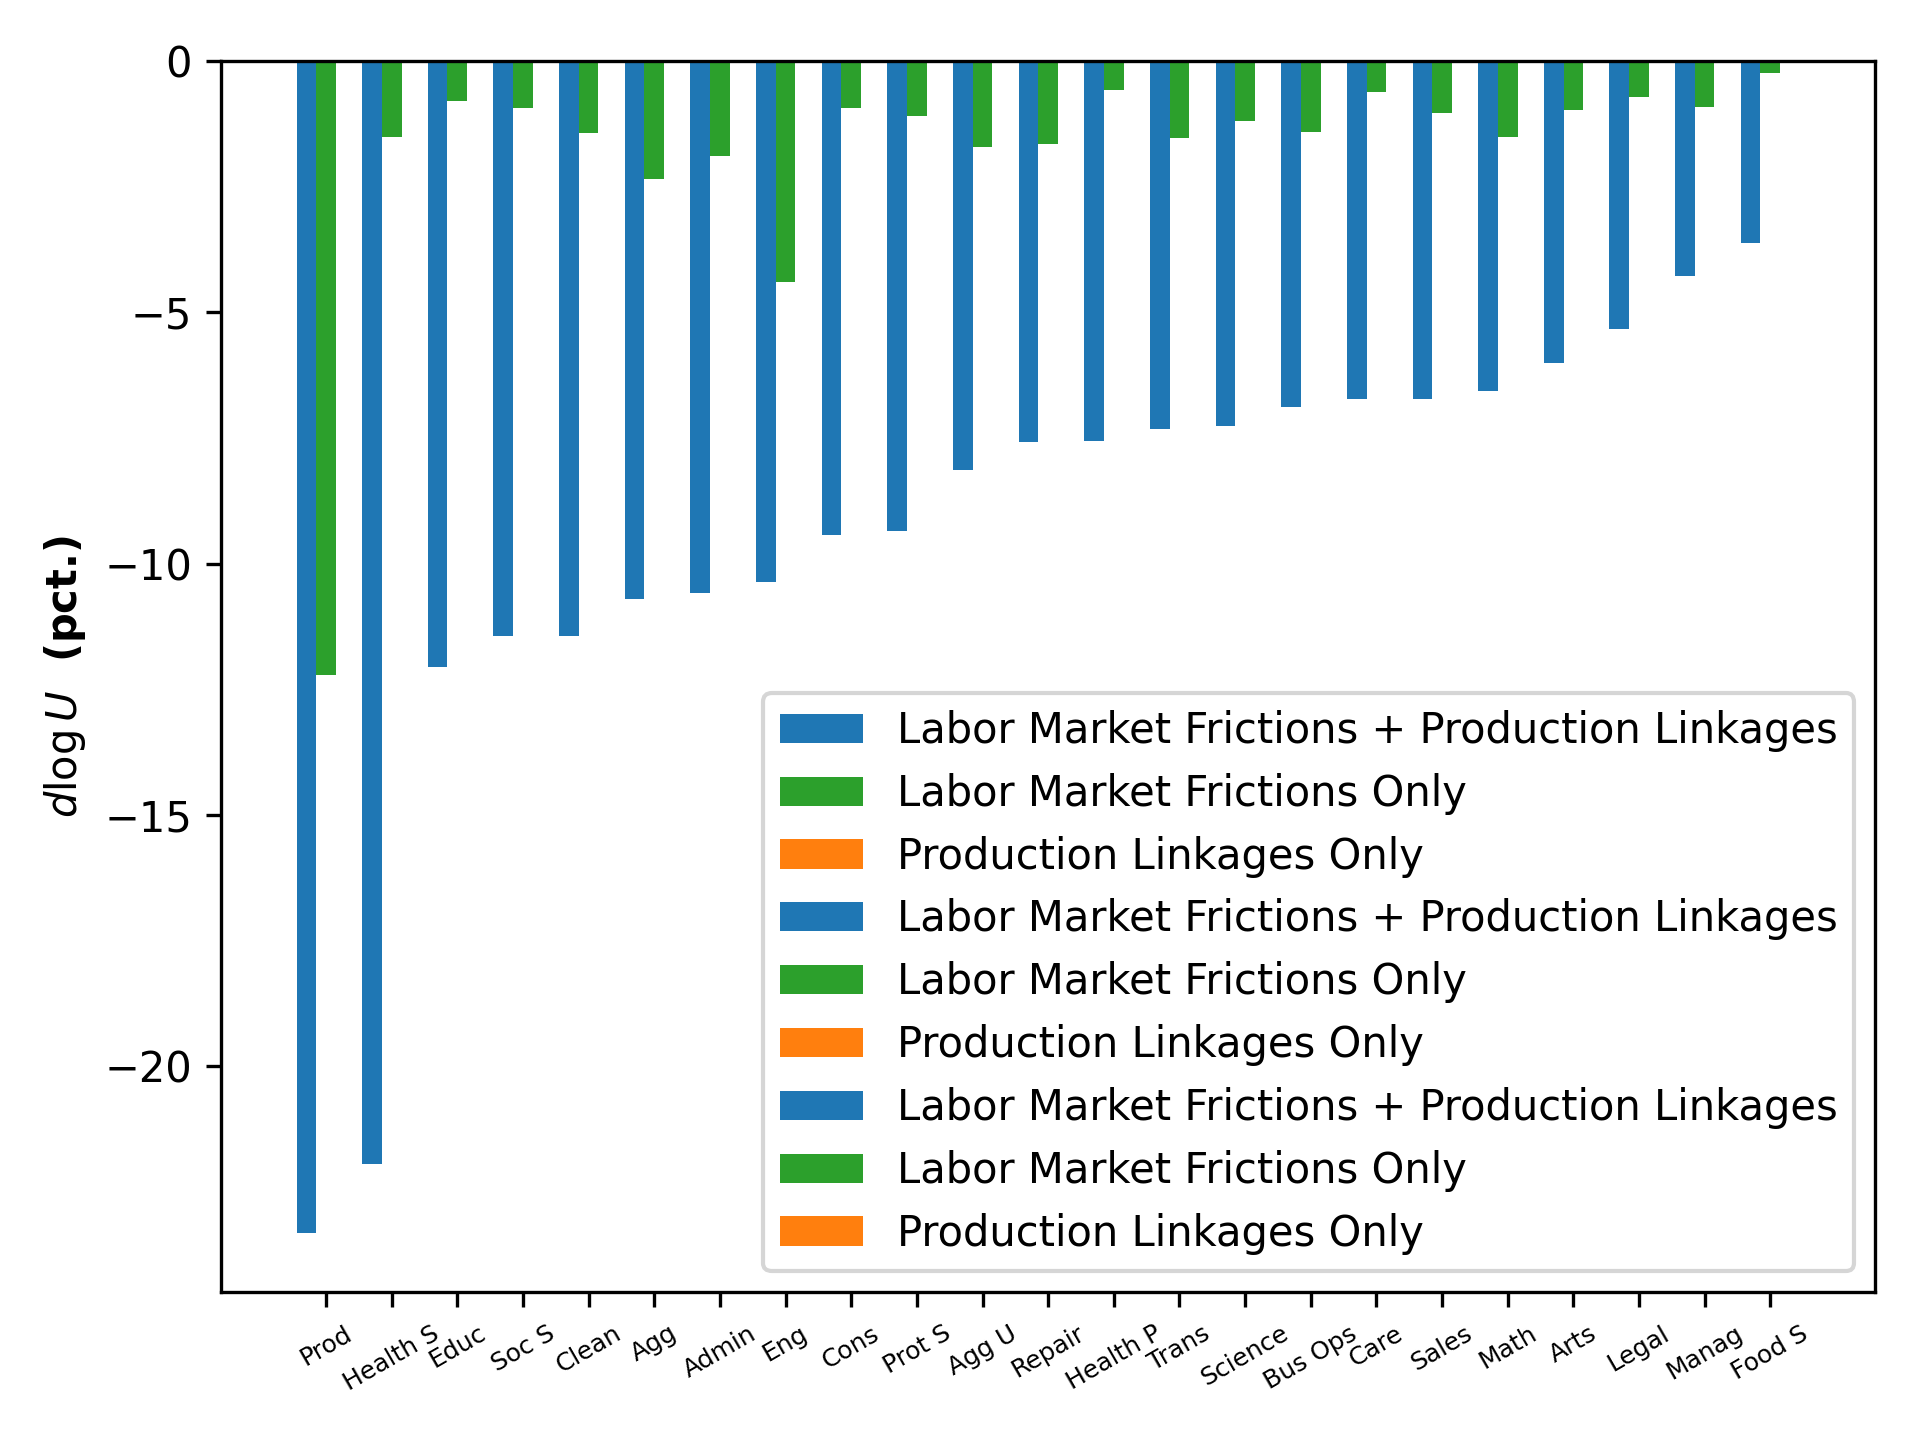 0
−5
−10
−15
−20
dlog U (pct.)
Labor Market Frictions + Production Linkages
Labor Market Frictions Only
Production Linkages Only
Labor Market Frictions + Production Linkages
Labor Market Frictions Only
Production Linkages Only
Labor Market Frictions + Production Linkages
Labor Market Frictions Only
Production Linkages Only
Prod
Health S
Educ
Soc S
Clean
Agg
Admin
Eng
Cons
Prot S
Agg U
Repair
Health P
Trans
Science
Bus Ops
Care
Sales
Math
Arts
Legal
Manag
Food S